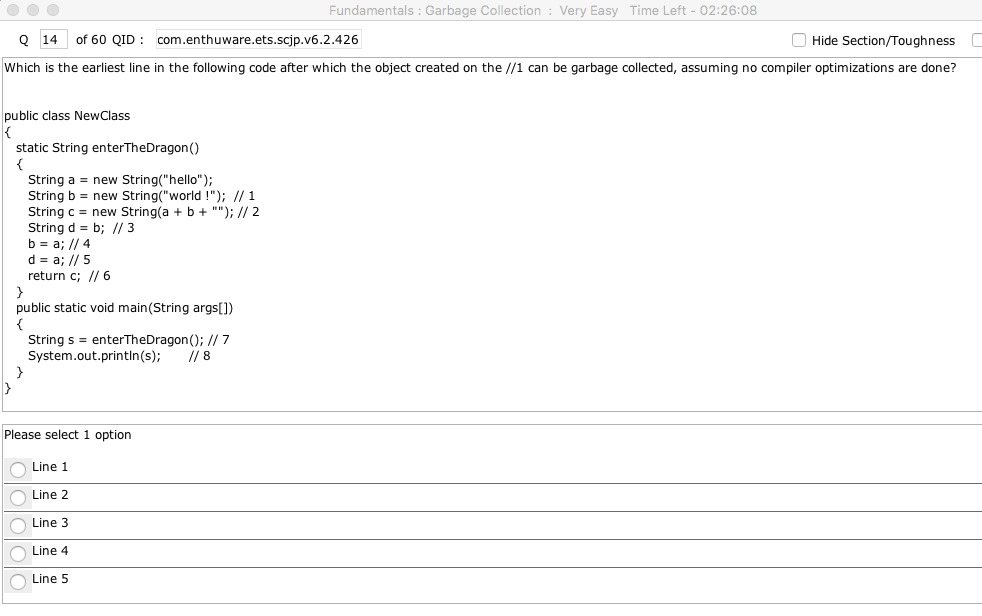 Fundamentals : Garbage Collection  :  Very Easy   Time Left - 02:26:08
Q 14 of 60 QID : com.enthuware.ets.scjp.v6.2.426 Hide Section/Toughness
Which is the earliest line in the following code after which the object created on the //1 can be garbage collected, assuming no compiler optimizations are done?
public class NewClass
{
   static String enterTheDragon()
   {
      String a = new String("hello");
      String b = new String("world !");  // 1
      String c = new String(a + b + ""); // 2
      String d = b;  // 3
      b = a; // 4
      d = a; // 5
      return c;  // 6
   }
   public static void main(String args[])
   {
      String s = enterTheDragon(); // 7
      System.out.println(s);       // 8
   }
}
Please select 1 option
Line 1
Line 2
Line 3
Line 4
Line 5